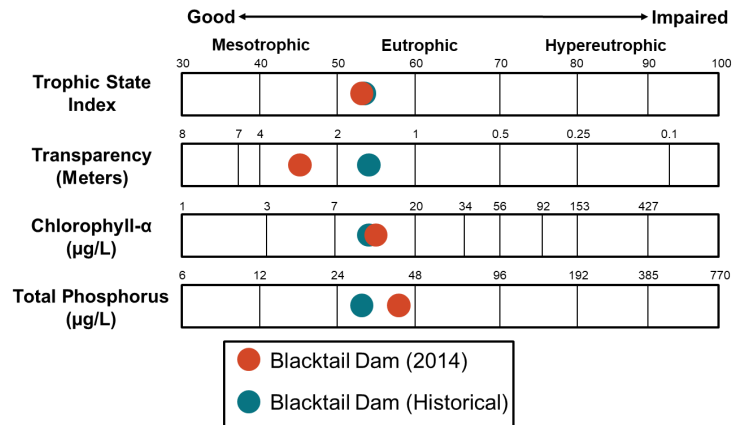 Good Impaired
Mesotrophic Eutrophic Hypereutrophic
30 40 50 60 70 80 90 100
Trophic State
Index
8 7 4 2 1 0.5 0.25 0.1
Transparency
(Meters)
1 3 7 20 34 56 92 153 427
Chlorophyll-α
(µg/L)
6 12 24 48 96 192 385 770
Total Phosphorus
(µg/L)
Blacktail Dam (2014)
Blacktail Dam (Historical)